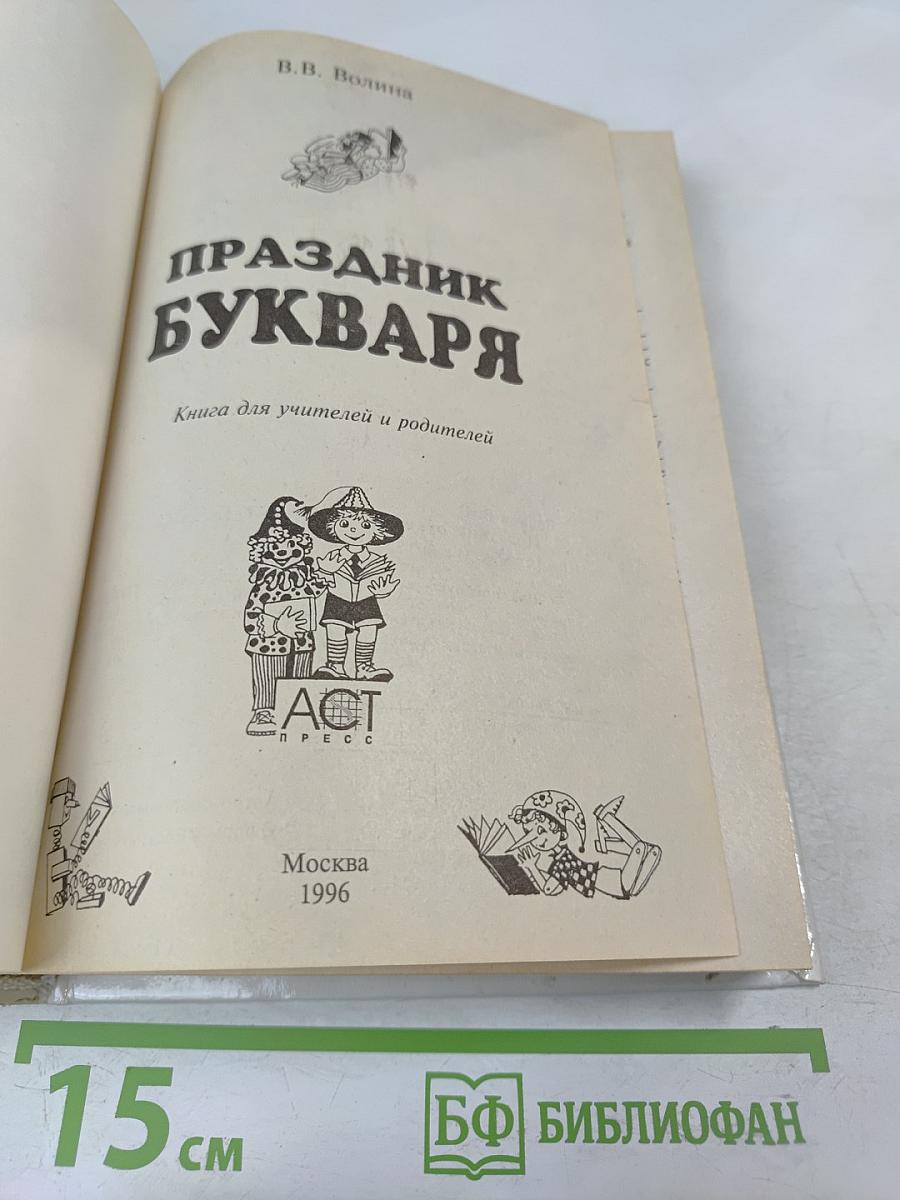 В.В. Волина
ПРАЗДНИК
БУКВАРЯ
Книга для учителей и родителей
АСТ
ПРЕСС
Москва
1996
15 см
БФ БИБЛИОФАН